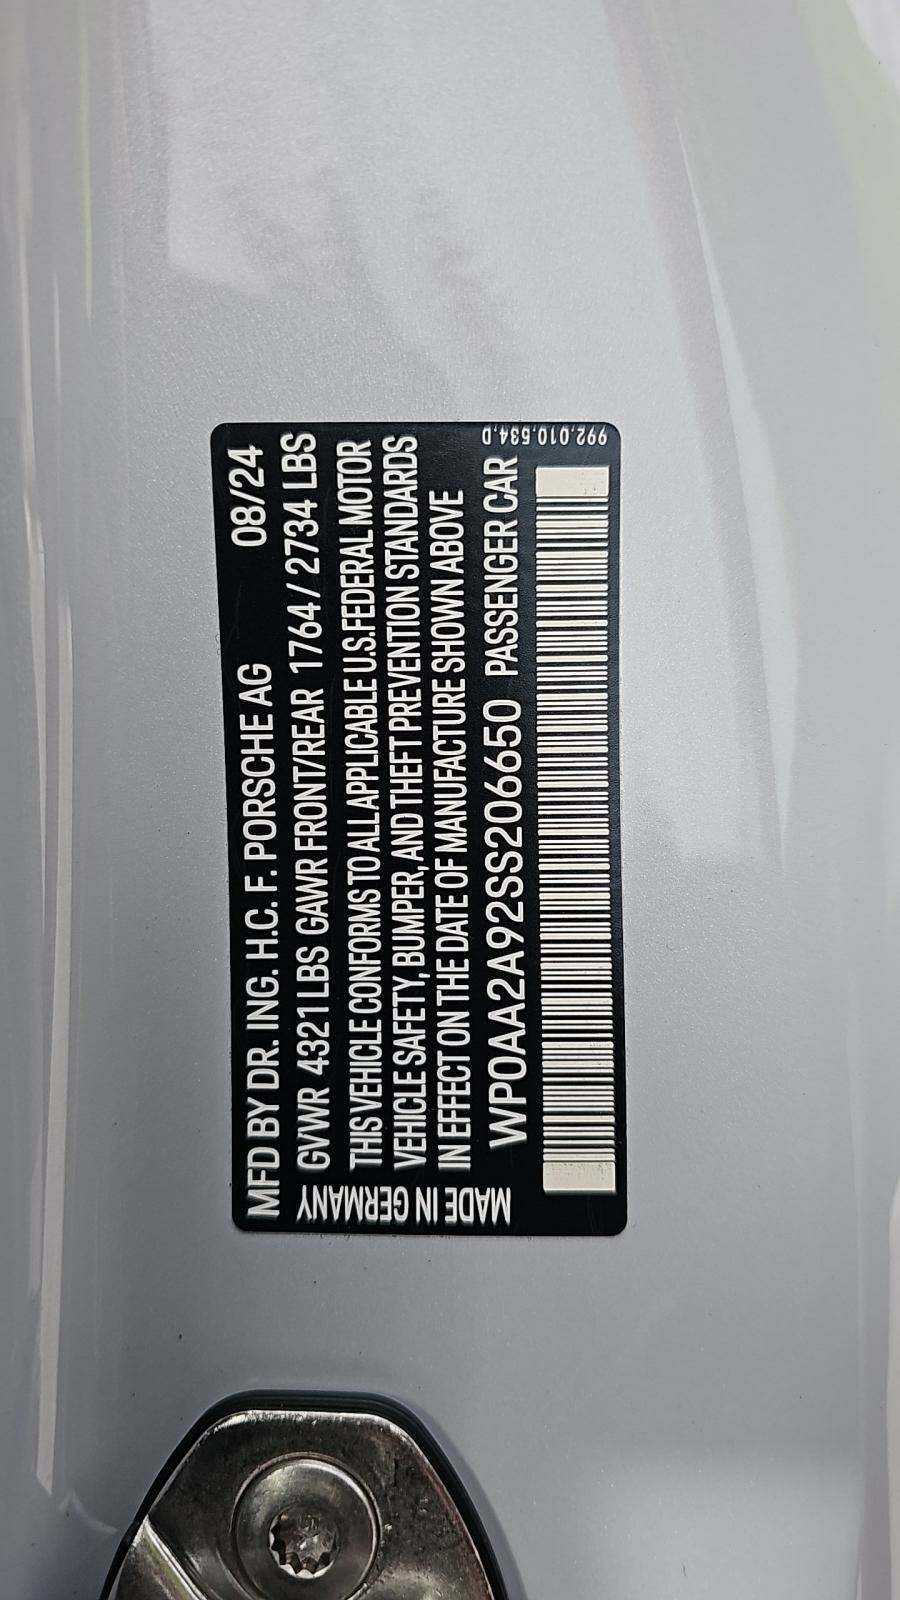 MFD BY DR. ING. H.C. F. PORSCHE AG 08/24
GVWR 4321 LBS GAWR FRONT/REAR 1764 / 2734 LBS
THIS VEHICLE CONFORMS TO ALL APPLICABLE U.S.FEDERAL MOTOR
VEHICLE SAFETY, BUMPER, AND THEFT PREVENTION STANDARDS
IN EFFECT ON THE DATE OF MANUFACTURE SHOWN ABOVE
WP0AA2A92SS206650 PASSENGER CAR
MADE IN GERMANY
992.010.534.D